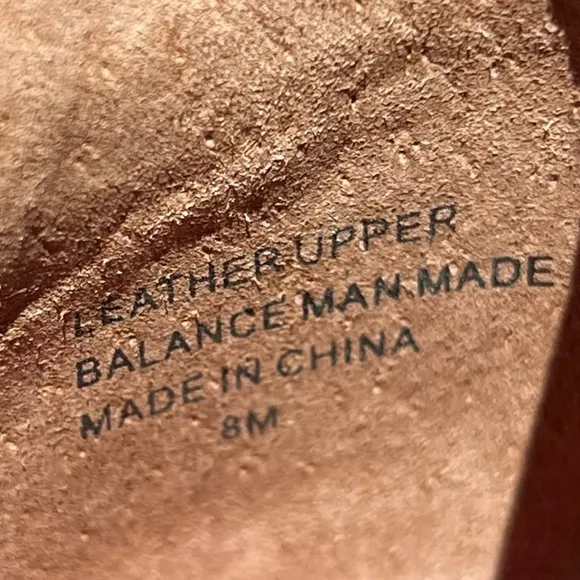 LEATHER UPPER
BALANCE MAN MADE
MADE IN CHINA
8M